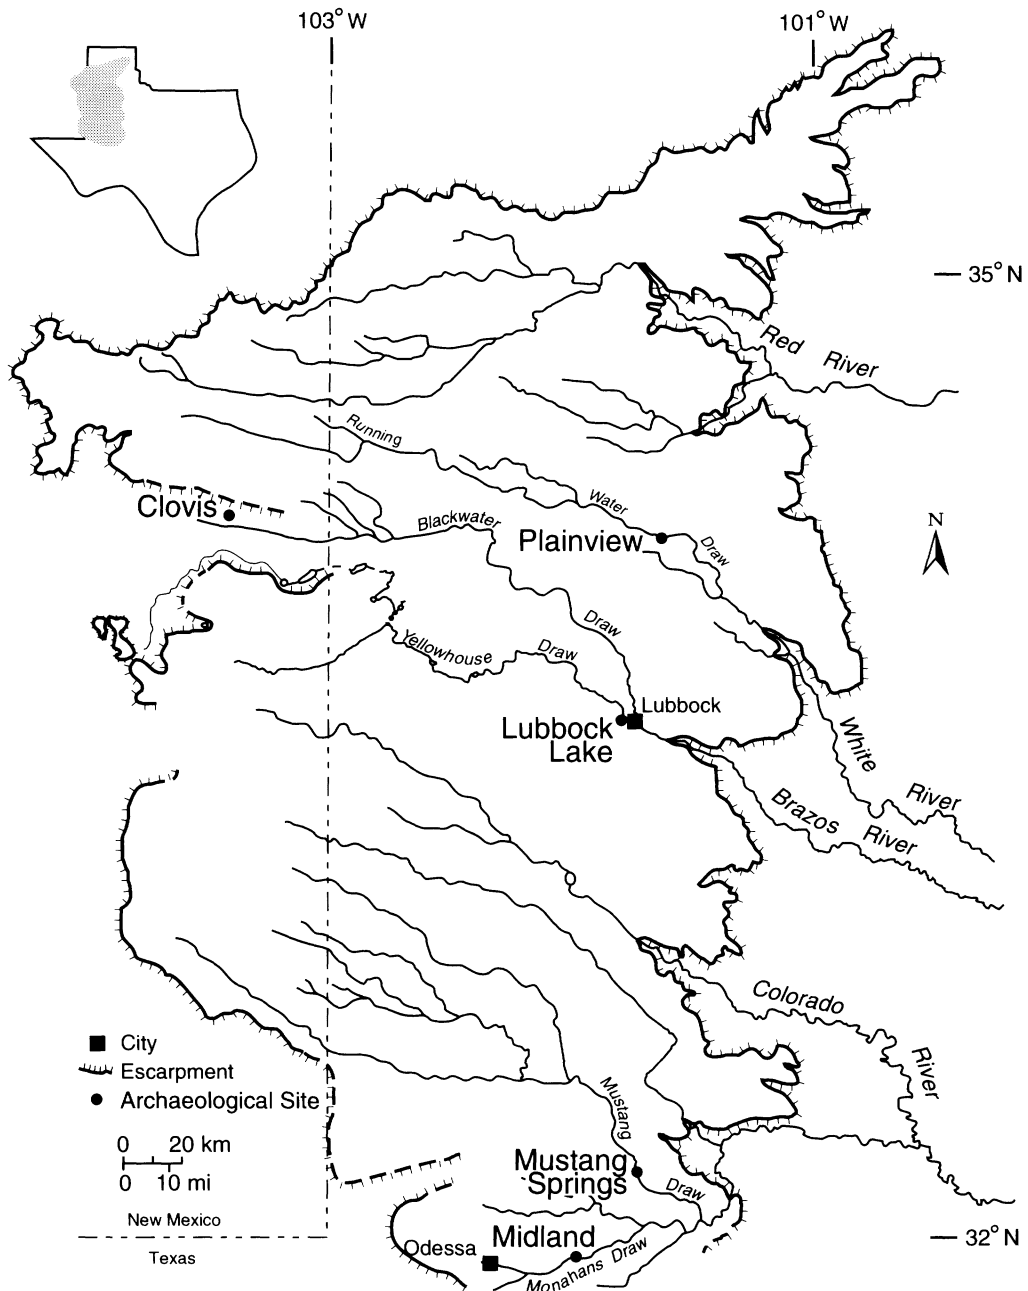 103°W
101°W
35°N
Red River
Running
Water
Draw
Clovis
Blackwater
Draw
Plainview
Yellowhouse
Draw
Lubbock
Lubbock
Lake
White
River
Brazos River
Colorado
River
City
Escarpment
Archaeological Site
0 20 km
0 10 mi
New Mexico
Texas
Mustang
Mustang
Springs
Draw
Midland
Odessa
Monahans Draw
N
32°N